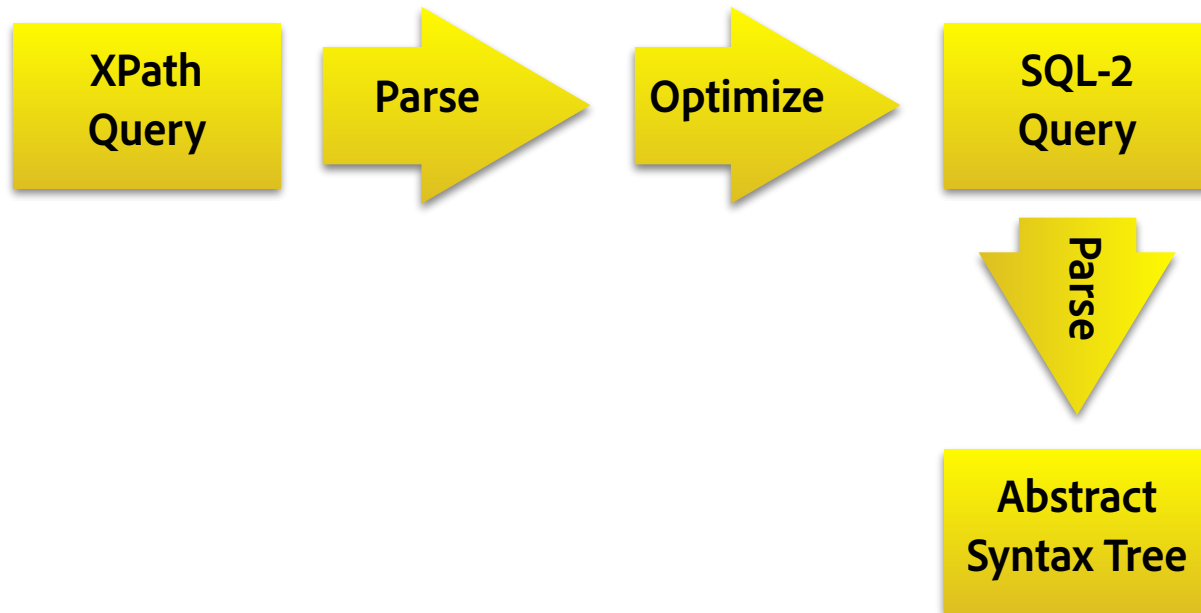 XPath
Query
Parse
Optimize
SQL-2
Query
Parse
Abstract
Syntax Tree